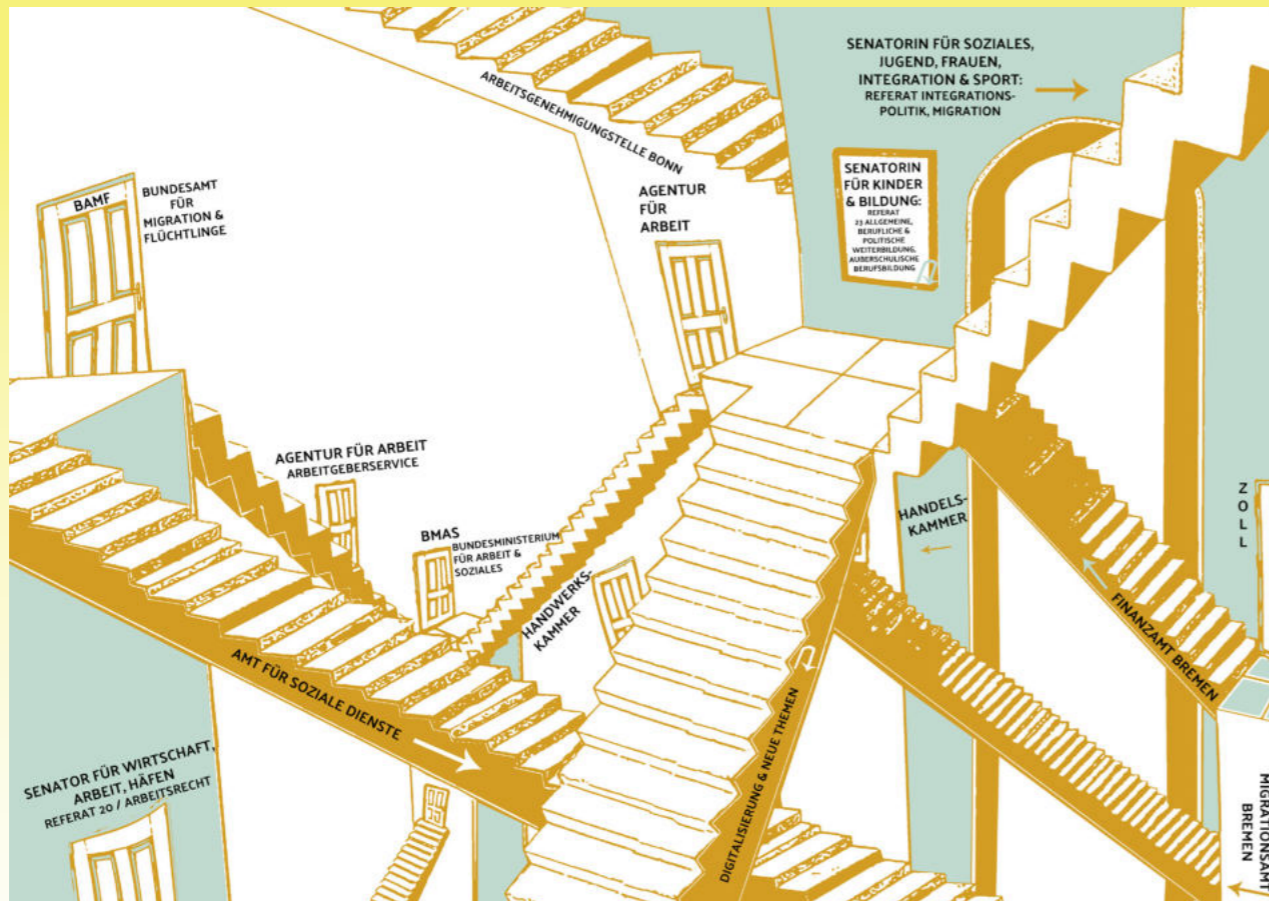 ARBEITSGENEHMIGUNGSTELLE BONN
SENATORIN FÜR SOZIALES,
JUGEND, FRAUEN,
INTEGRATION & SPORT:
REFERAT INTEGRATIONS-
POLITIK, MIGRATION
SENATORIN
FÜR KINDER
& BILDUNG:
REFERAT
23 ALLGEMEINE,
BERUFLICHE &
POLITISCHE
WEITERBILDUNG,
AUßERSCHULISCHE
BERUFSBILDUNG
BAMF
BUNDESAMT
FÜR
MIGRATION &
FLÜCHTLINGE
AGENTUR
FÜR
ARBEIT
AGENTUR FÜR ARBEIT
ARBEITGEBERSERVICE
BMAS
BUNDESMINISTERIUM
FÜR ARBEIT &
SOZIALES
HANDWERKS-
KAMMER
HANDELS-
KAMMER
ZOLL
FINANZAMT BREMEN
AMT FÜR SOZIALE DIENSTE
DIGITALISIERUNG & NEUE THEMEN
SENATOR FÜR WIRTSCHAFT,
ARBEIT, HÄFEN
REFERAT 20 / ARBEITSRECHT
MIGRATIONSAMT
BREMEN